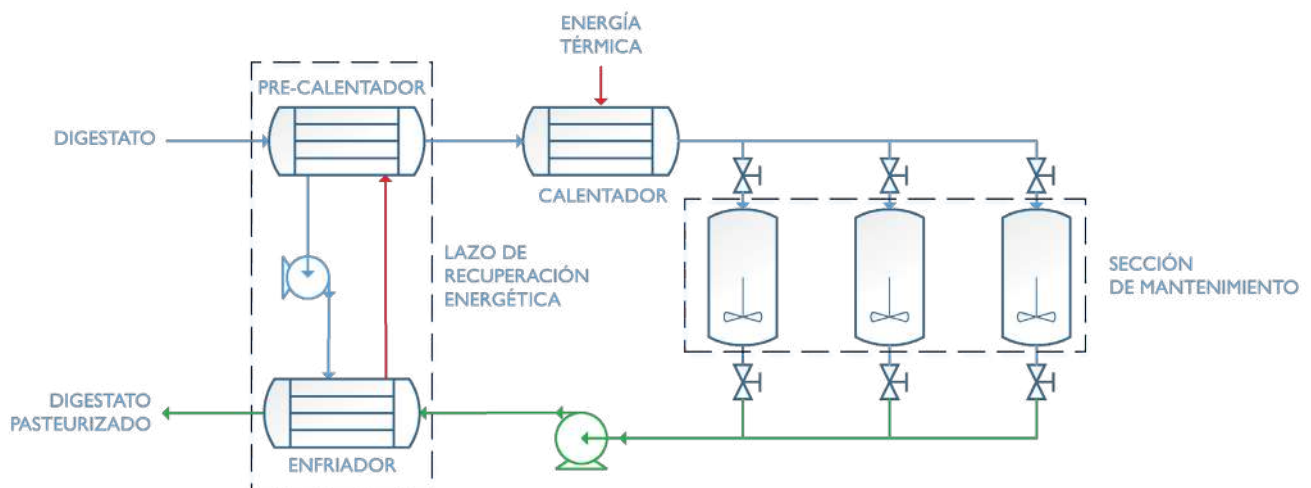 ENERGÍA
TÉRMICA
PRE-CALENTADOR
DIGESTATO
CALENTADOR
LAZO DE
RECUPERACIÓN
ENERGÉTICA
SECCIÓN
DE MANTENIMIENTO
DIGESTATO
PASTEURIZADO
ENFRIADOR